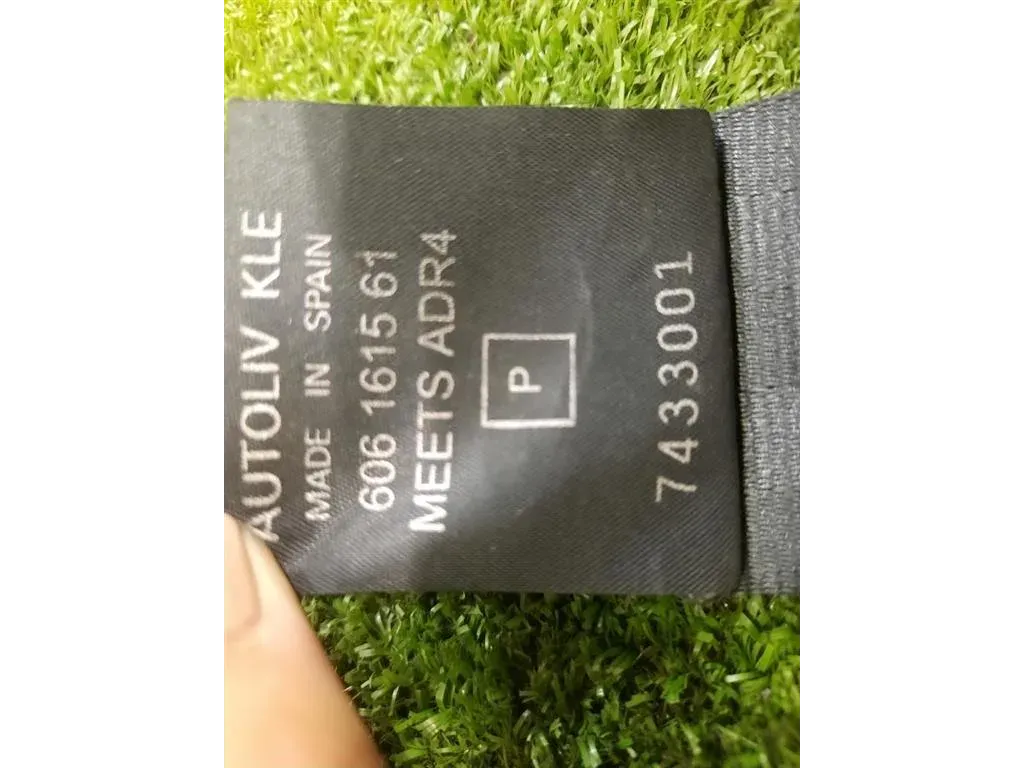 AUTOLIV KLE
MADE IN SPAIN
606 1615 61
MEETS ADR4
P
7433001